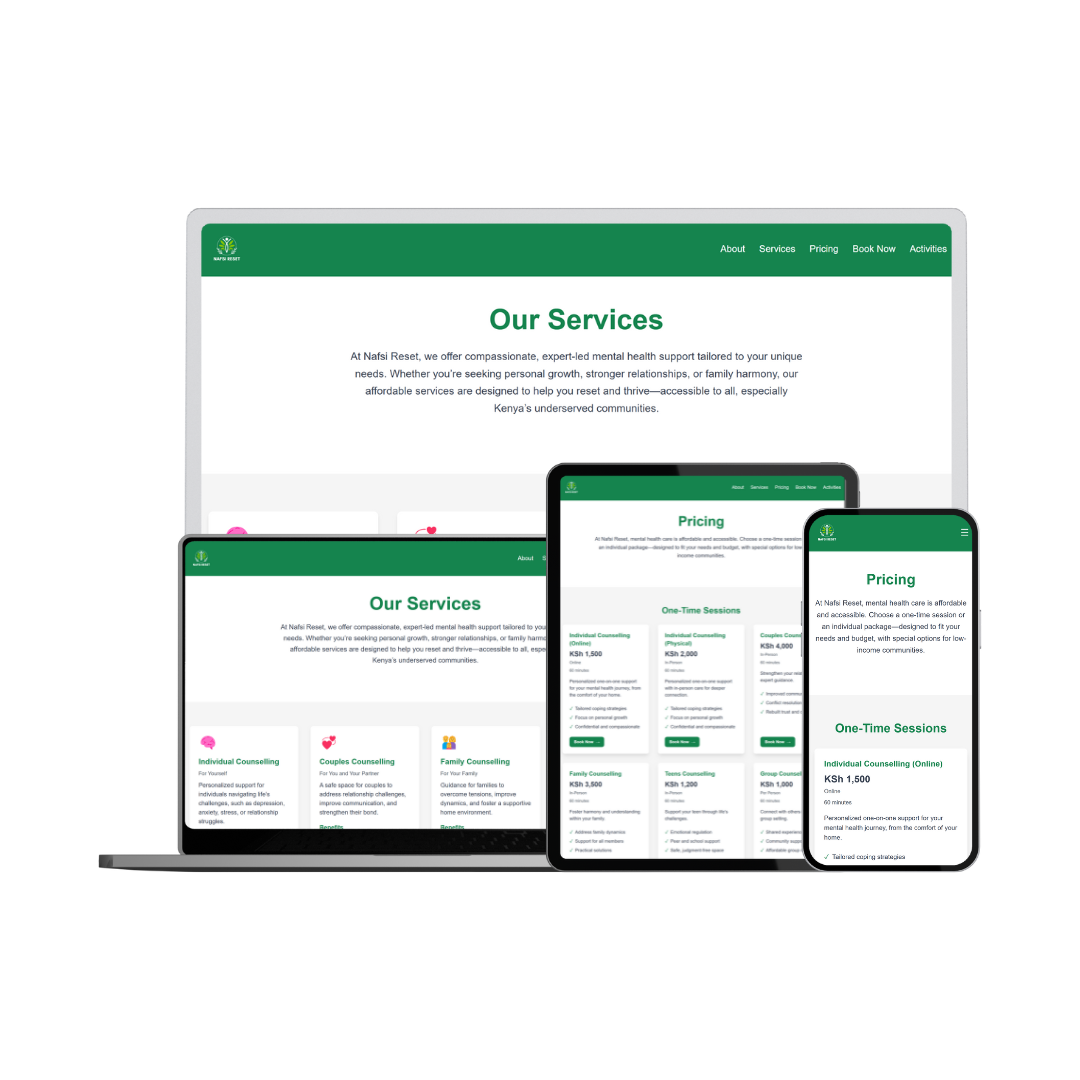 NAFSI RESET
About Services Pricing Book Now Activities
Our Services
At Nafsi Reset, we offer compassionate, expert-led mental health support tailored to your unique
needs. Whether you're seeking personal growth, stronger relationships, or family harmony, our
affordable services are designed to help you reset and thrive—accessible to all, especially
Kenya's underserved communities.
NAFSI RESET
About S
Our Services
At Nafsi Reset, we offer compassionate, expert-led mental health support tailored to you
needs. Whether you're seeking personal growth, stronger relationships, or family harmo
affordable services are designed to help you reset and thrive—accessible to all, espe
Kenya's underserved communities.
Individual Counselling
For Yourself
Personalized support for
individuals navigating life's
challenges, such as depression,
anxiety, stress, or relationship
struggles.
Couples Counselling
For You and Your Partner
A safe space for couples to
address relationship challenges,
improve communication, and
strengthen their bond.
Benefits
Family Counselling
For Your Family
Guidance for families to
overcome tensions, improve
dynamics, and foster a supportive
home environment.
Benefits
About Services Pricing Book Now Activities
Pricing
At Nafsi Reset, mental health care is affordable and accessible. Choose a one-time session
an individual package—designed to fit your needs and budget, with special options for low-
income communities.
One-Time Sessions
Individual Counselling
(Online)
KSh 1,500
Online
60 minutes
Personalized one-on-one support
for your mental health journey, from
the comfort of your home.
✓ Tailored coping strategies
✓ Focus on personal growth
✓ Confidential and compassionate
Book Now →
Individual Counselling
(Physical)
KSh 2,000
In-Person
60 minutes
Personalized one-on-one support
with in-person care for deeper
connection.
✓ Tailored coping strategies
✓ Focus on personal growth
✓ Confidential and compassionate
Book Now →
Couples Coun
KSh 4,000
In-Person
90 minutes
Strengthen your rela
expert guidance.
✓ Improved commu
✓ Conflict resolutio
✓ Rebuild trust and
Book Now →
Family Counselling
KSh 3,500
In-Person
90 minutes
Foster harmony and understanding
within your family.
✓ Address family dynamics
✓ Support for all members
✓ Practical solutions
Teens Counselling
KSh 1,200
In-Person
60 minutes
Support your teen through life's
challenges.
✓ Emotional regulation
✓ Peer and school support
✓ Safe, judgment-free space
Group Counsel
KSh 1,000
Per Person
90 minutes
Connect with others
group setting.
✓ Shared experien
✓ Community supp
✓ Affordable group
NAFSI RESET
Pricing
At Nafsi Reset, mental health care is affordable
and accessible. Choose a one-time session or
an individual package—designed to fit your
needs and budget, with special options for low-
income communities.
One-Time Sessions
Individual Counselling (Online)
KSh 1,500
Online
60 minutes
Personalized one-on-one support for your
mental health journey, from the comfort of your
home.
✓ Tailored coping strategies